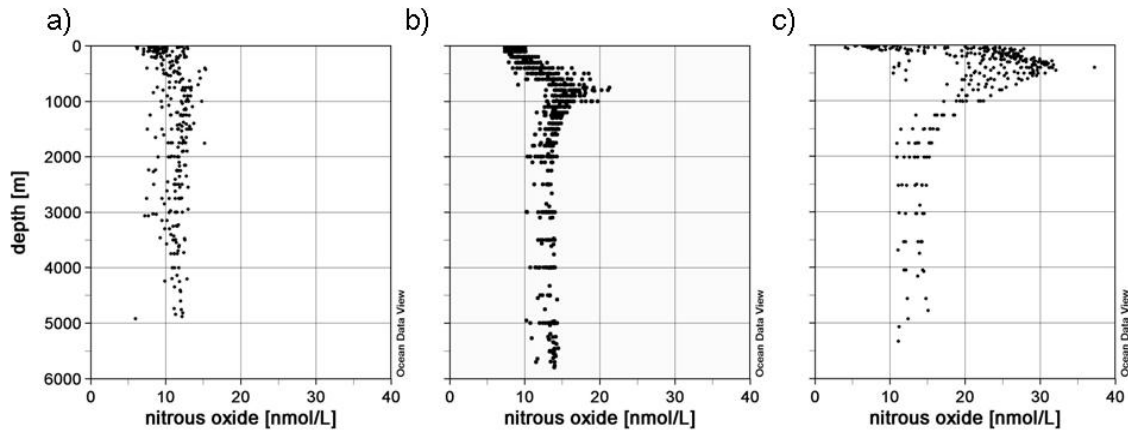 a)
b)
c)
0
1000
2000
3000
4000
5000
6000
depth [m]
0 10 20 30 40
nitrous oxide [nmol/L]
Ocean Data View
0 10 20 30 40
nitrous oxide [nmol/L]
Ocean Data View
0 10 20 30 40
nitrous oxide [nmol/L]
Ocean Data View